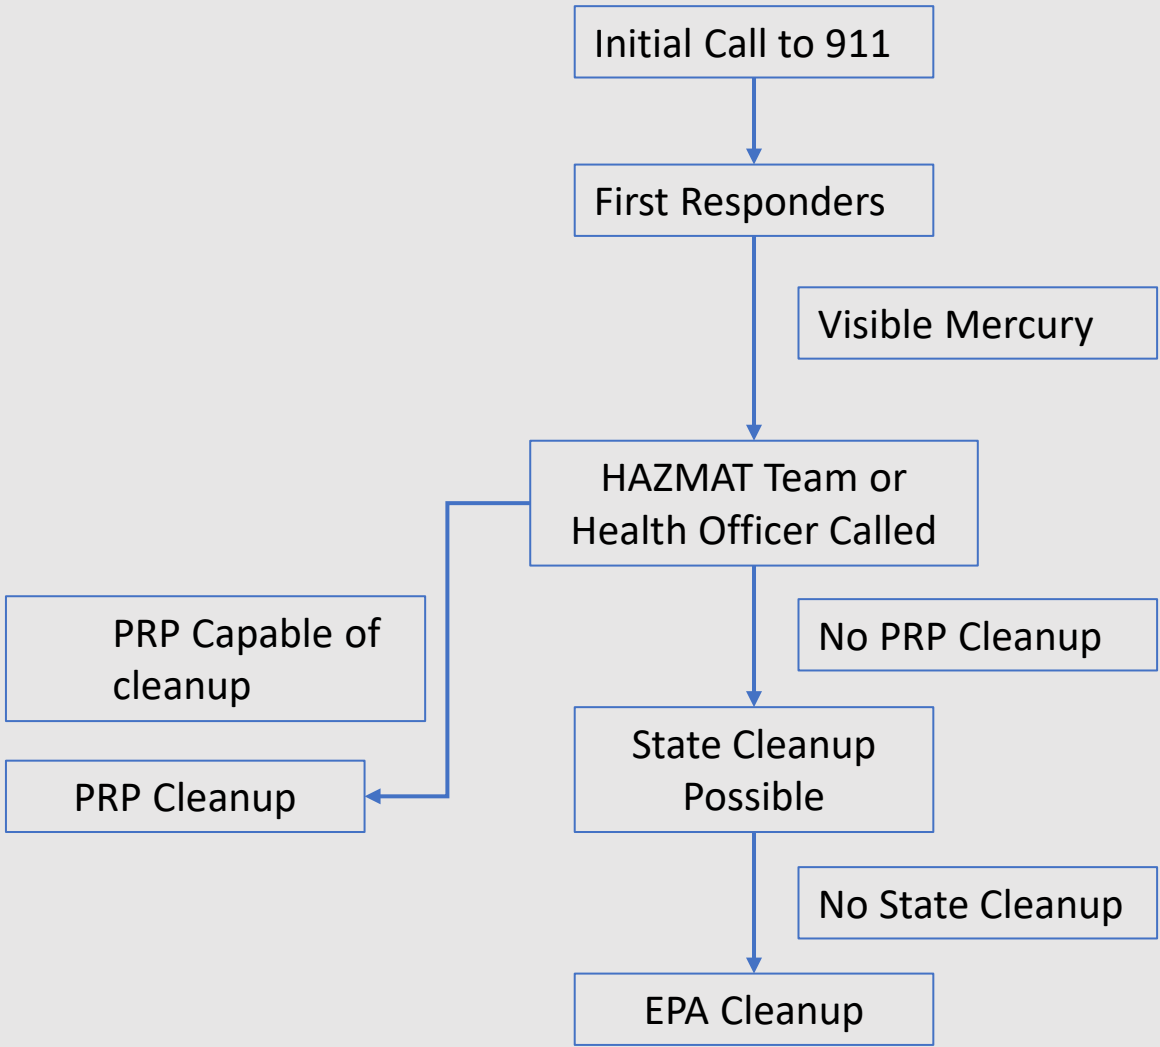 Initial Call to 911
First Responders
Visible Mercury
HAZMAT Team or
Health Officer Called
PRP Capable of
cleanup
No PRP Cleanup
PRP Cleanup
State Cleanup
Possible
No State Cleanup
EPA Cleanup